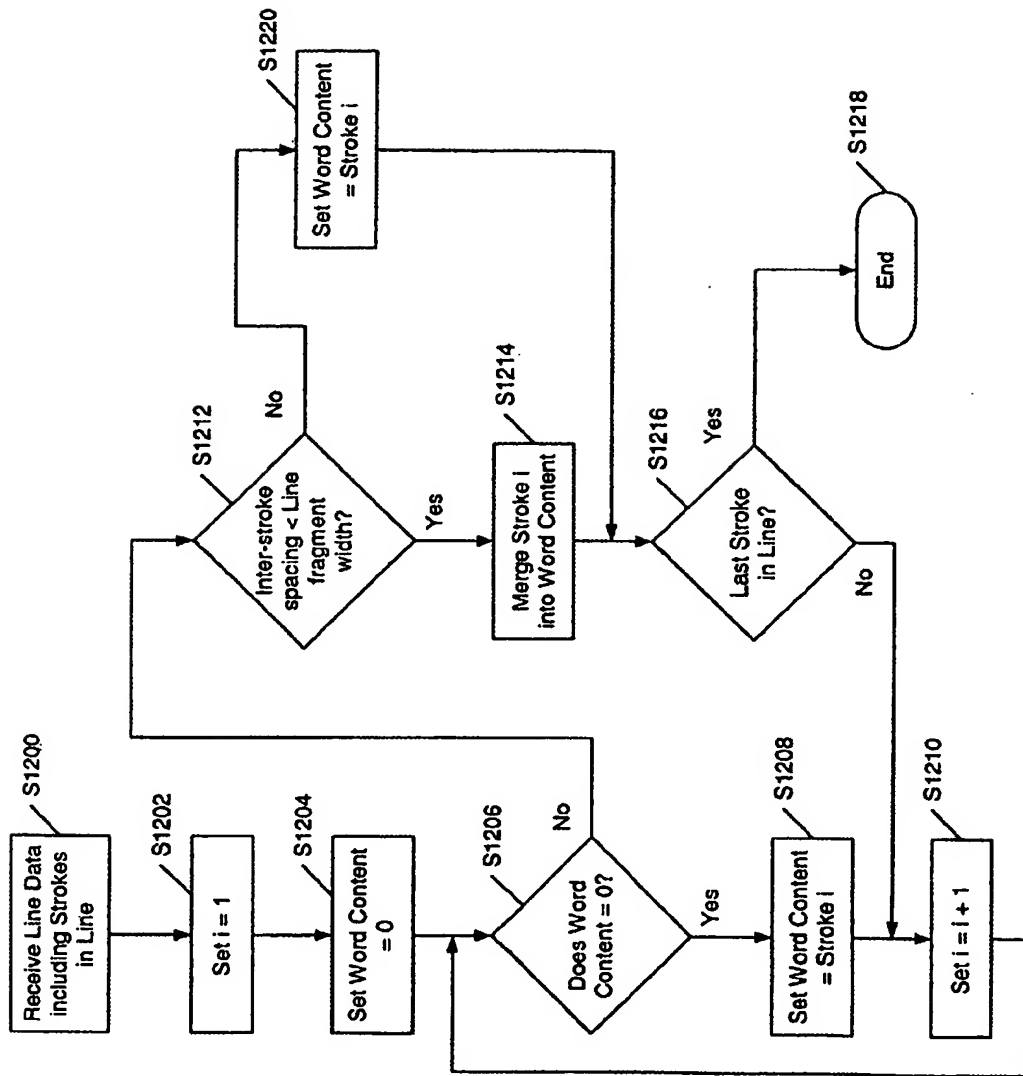 S1200
Receive Line Data
including Strokes
in Line
S1202
Set i = 1
S1204
Set Word Content
= 0
S1206
Does Word
Content = 0?
No
Yes
S1208
Set Word Content
= Stroke i
S1210
Set i = i + 1
S1212
Inter-stroke
spacing < Line
fragment
width?
No
Yes
S1214
Merge Stroke i
into Word Content
S1216
Last Stroke
in Line?
Yes
No
S1220
Set Word Content
= Stroke i
S1218
End